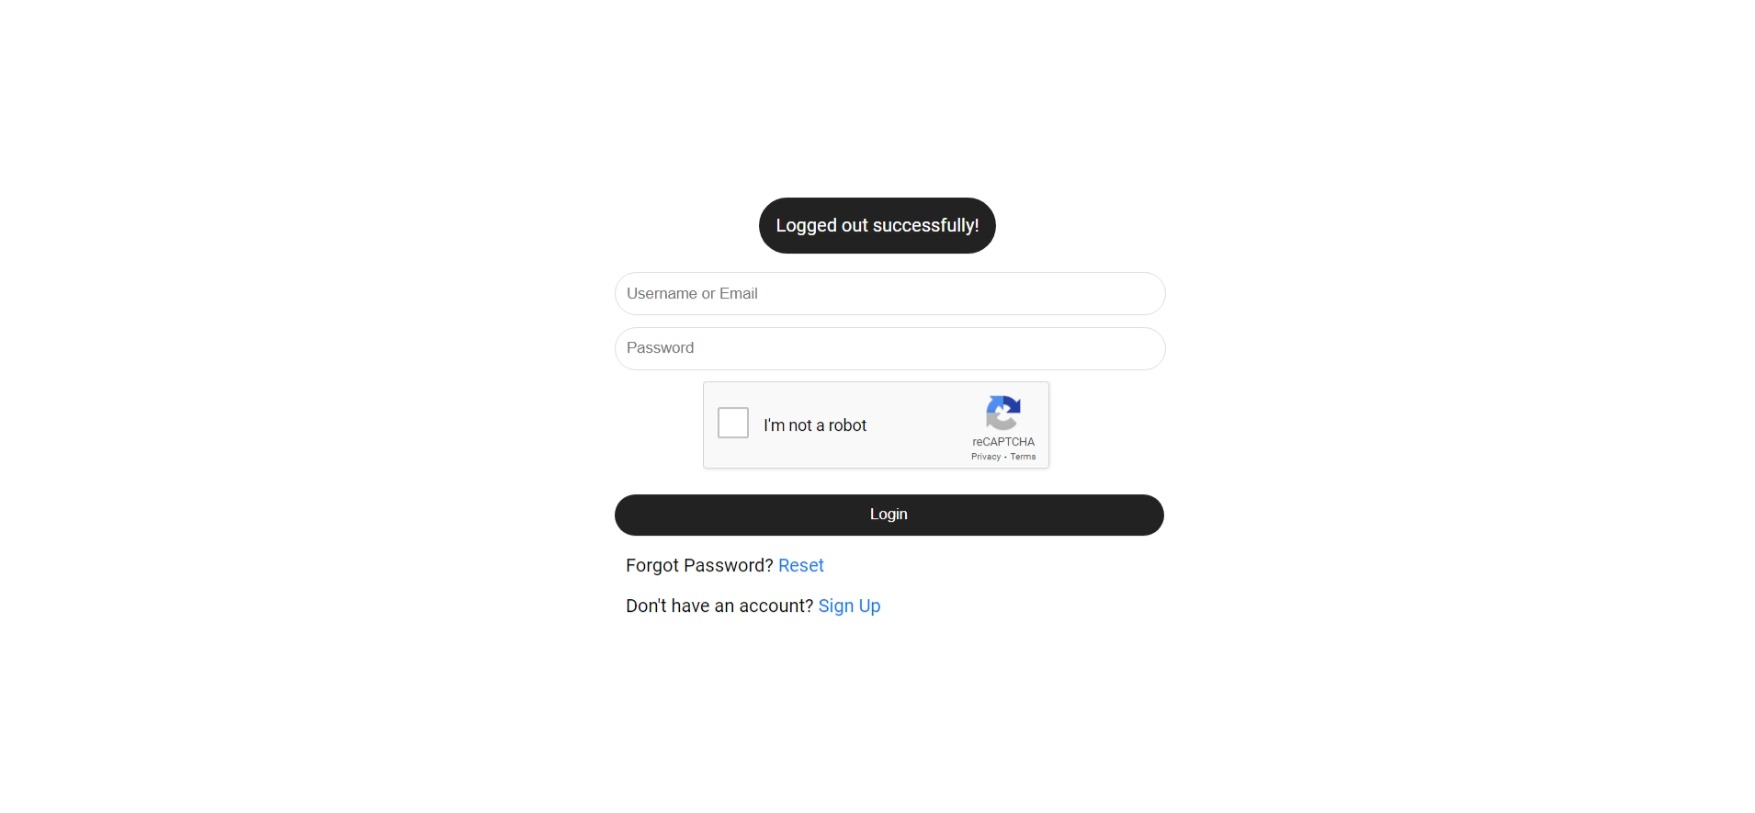 Logged out successfully!
Username or Email
Password
I'm not a robot
reCAPTCHA
Privacy - Terms
Login
Forgot Password? Reset
Don't have an account? Sign Up